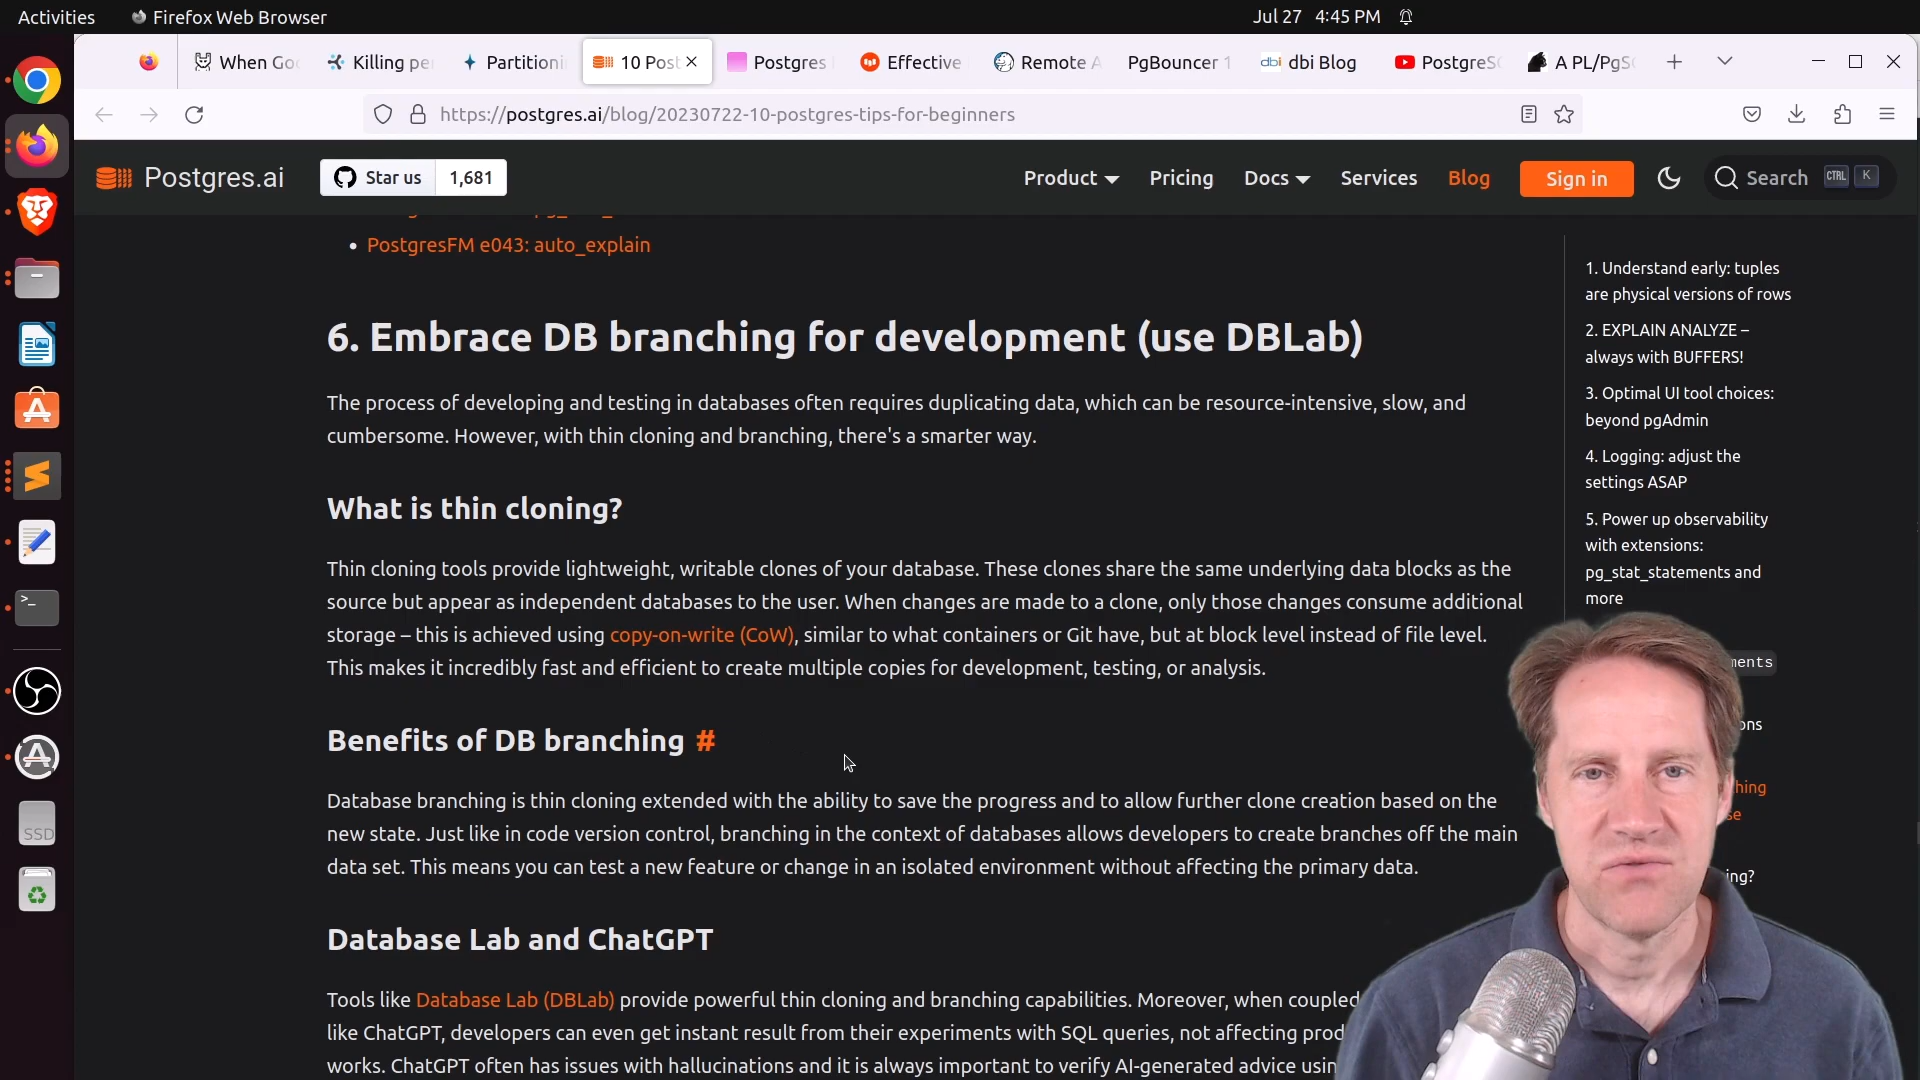 Activities
Firefox Web Browser
Jul 27 4:45 PM
When Goo
Killing pe
Partitioni
10 Post
Postgres
Effective
Remote A
PgBouncer 1
dbi Blog
PostgreSQ
A PL/PgSQ
https://postgres.ai/blog/20230722-10-postgres-tips-for-beginners
Postgres.ai
Star us 1,681
Product
Pricing
Docs
Services
Blog
Sign in
Search
CTRL K
PostgresFM e043: auto_explain
6. Embrace DB branching for development (use DBLab)
The process of developing and testing in databases often requires duplicating data, which can be resource-intensive, slow, and
cumbersome. However, with thin cloning and branching, there's a smarter way.
What is thin cloning?
Thin cloning tools provide lightweight, writable clones of your database. These clones share the same underlying data blocks as the
source but appear as independent databases to the user. When changes are made to a clone, only those changes consume additional
storage – this is achieved using copy-on-write (CoW), similar to what containers or Git have, but at block level instead of file level.
This makes it incredibly fast and efficient to create multiple copies for development, testing, or analysis.
Benefits of DB branching #
Database branching is thin cloning extended with the ability to save the progress and to allow further clone creation based on the
new state. Just like in code version control, branching in the context of databases allows developers to create branches off the main
data set. This means you can test a new feature or change in an isolated environment without affecting the primary data.
Database Lab and ChatGPT
Tools like Database Lab (DBLab) provide powerful thin cloning and branching capabilities. Moreover, when coupled
like ChatGPT, developers can even get instant result from their experiments with SQL queries, not affecting prod
works. ChatGPT often has issues with hallucinations and it is always important to verify AI-generated advice usin
1. Understand early: tuples
are physical versions of rows
2. EXPLAIN ANALYZE –
always with BUFFERS!
3. Optimal UI tool choices:
beyond pgAdmin
4. Logging: adjust the
settings ASAP
5. Power up observability
with extensions:
pg_stat_statements and
more
ments
ons
hing
se
ing?
SSD